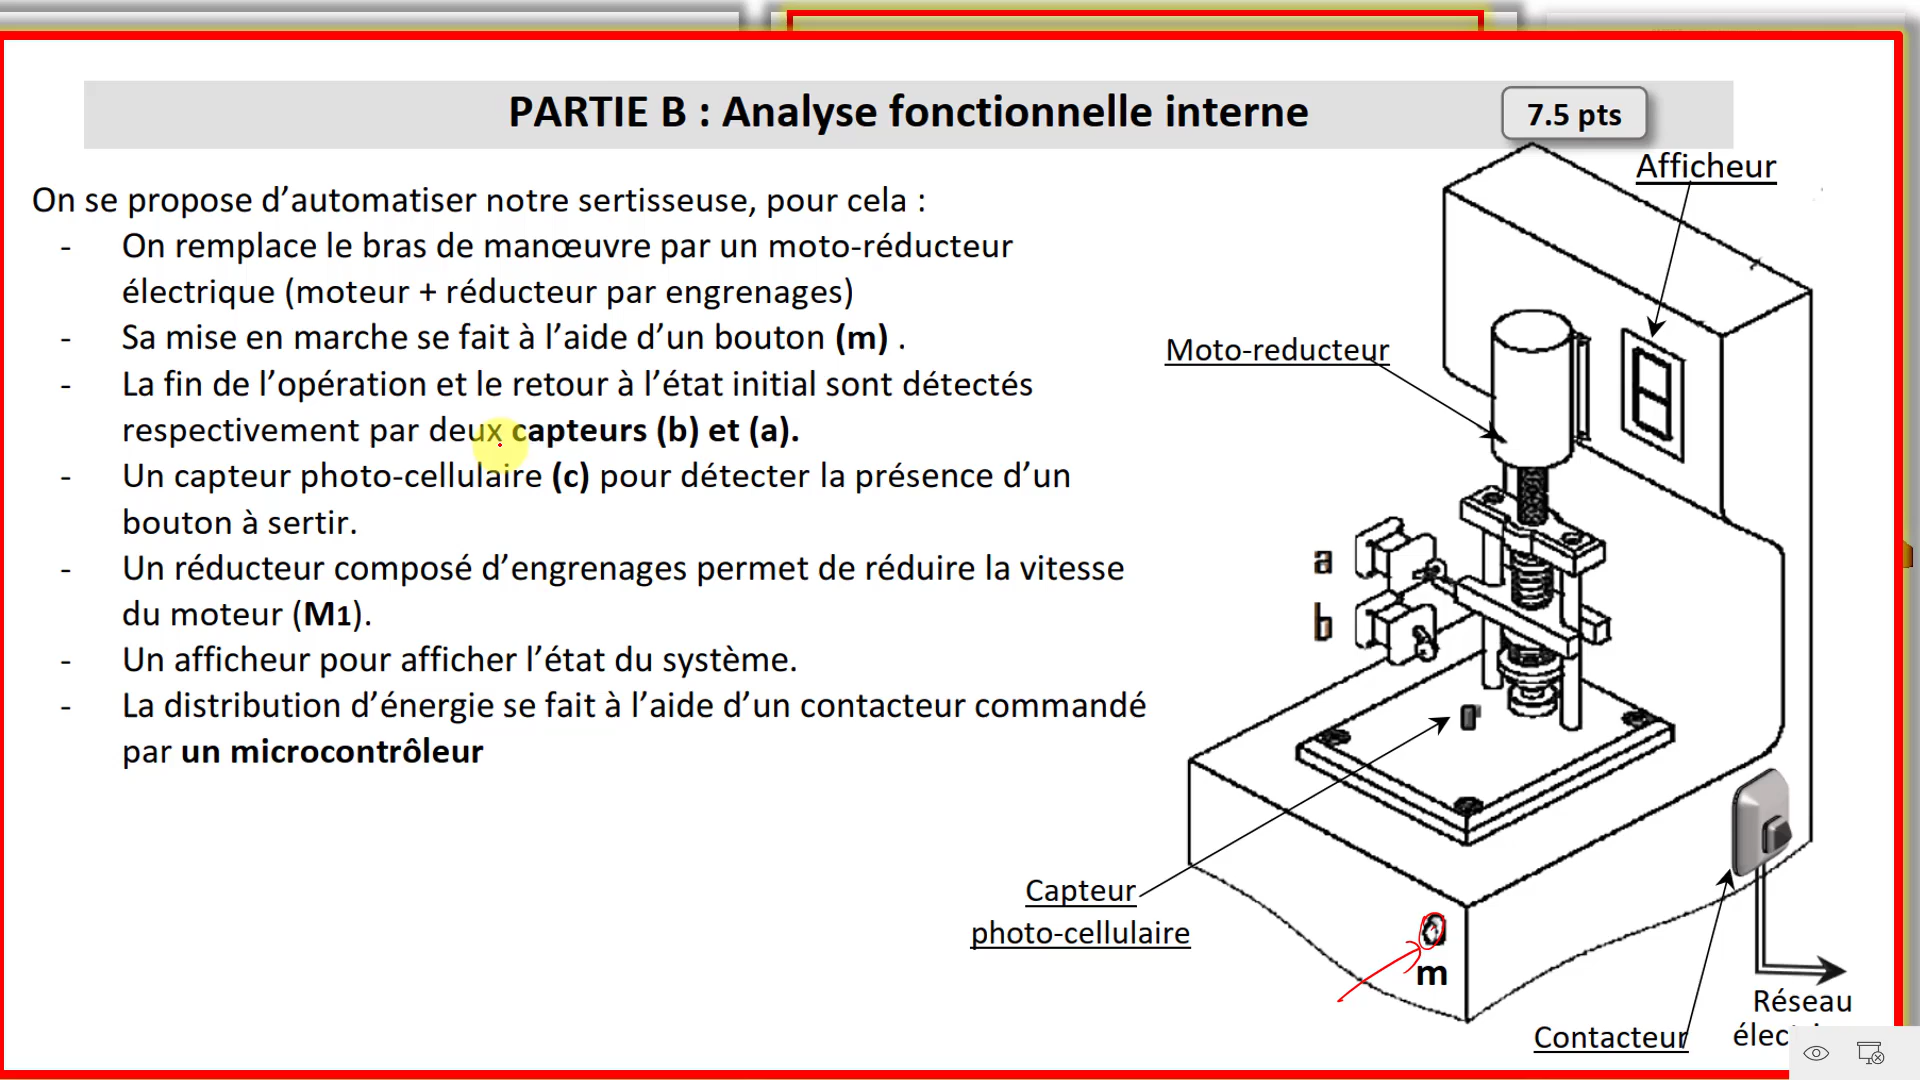 PARTIE B : Analyse fonctionnelle interne
7.5 pts
On se propose d’automatiser notre sertisseuse, pour cela :
- On remplace le bras de manœuvre par un moto-réducteur
électrique (moteur + réducteur par engrenages)
- Sa mise en marche se fait à l’aide d’un bouton (m) .
- La fin de l’opération et le retour à l’état initial sont détectés
respectivement par deux capteurs (b) et (a).
- Un capteur photo-cellulaire (c) pour détecter la présence d’un
bouton à sertir.
- Un réducteur composé d’engrenages permet de réduire la vitesse
du moteur (M1).
- Un afficheur pour afficher l’état du système.
- La distribution d’énergie se fait à l’aide d’un contacteur commandé
par un microcontrôleur
Afficheur
Moto-reducteur
a
b
Capteur
photo-cellulaire
m
Contacteur
Réseau